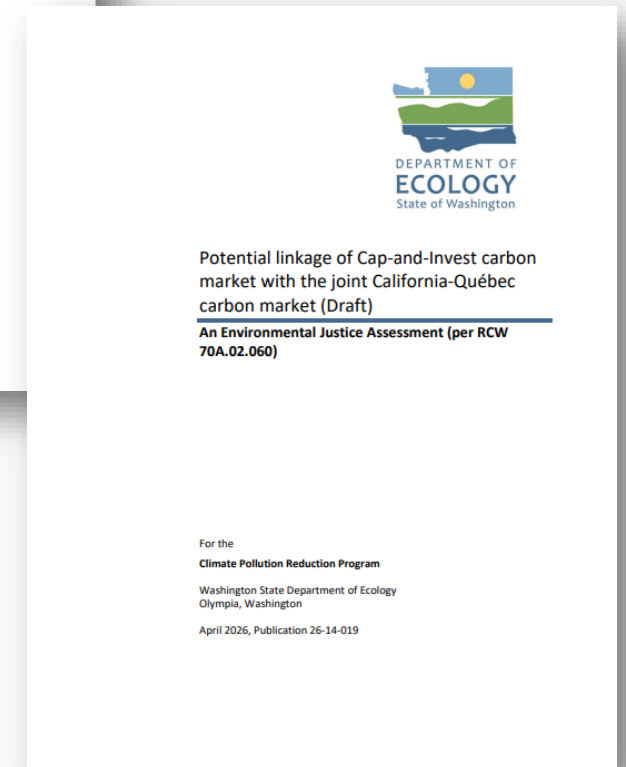 DEPARTMENT OF
ECOLOGY
State of Washington
Potential linkage of Cap-and-Invest carbon
market with the joint California-Québec
carbon market (Draft)
An Environmental Justice Assessment (per RCW
70A.02.060)
For the
Climate Pollution Reduction Program
Washington State Department of Ecology
Olympia, Washington
April 2026, Publication 26-14-019